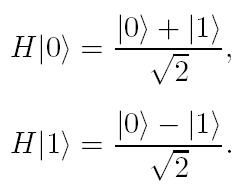 H|0⟩ = (|0⟩ + |1⟩)/√2,
H|1⟩ = (|0⟩ − |1⟩)/√2.